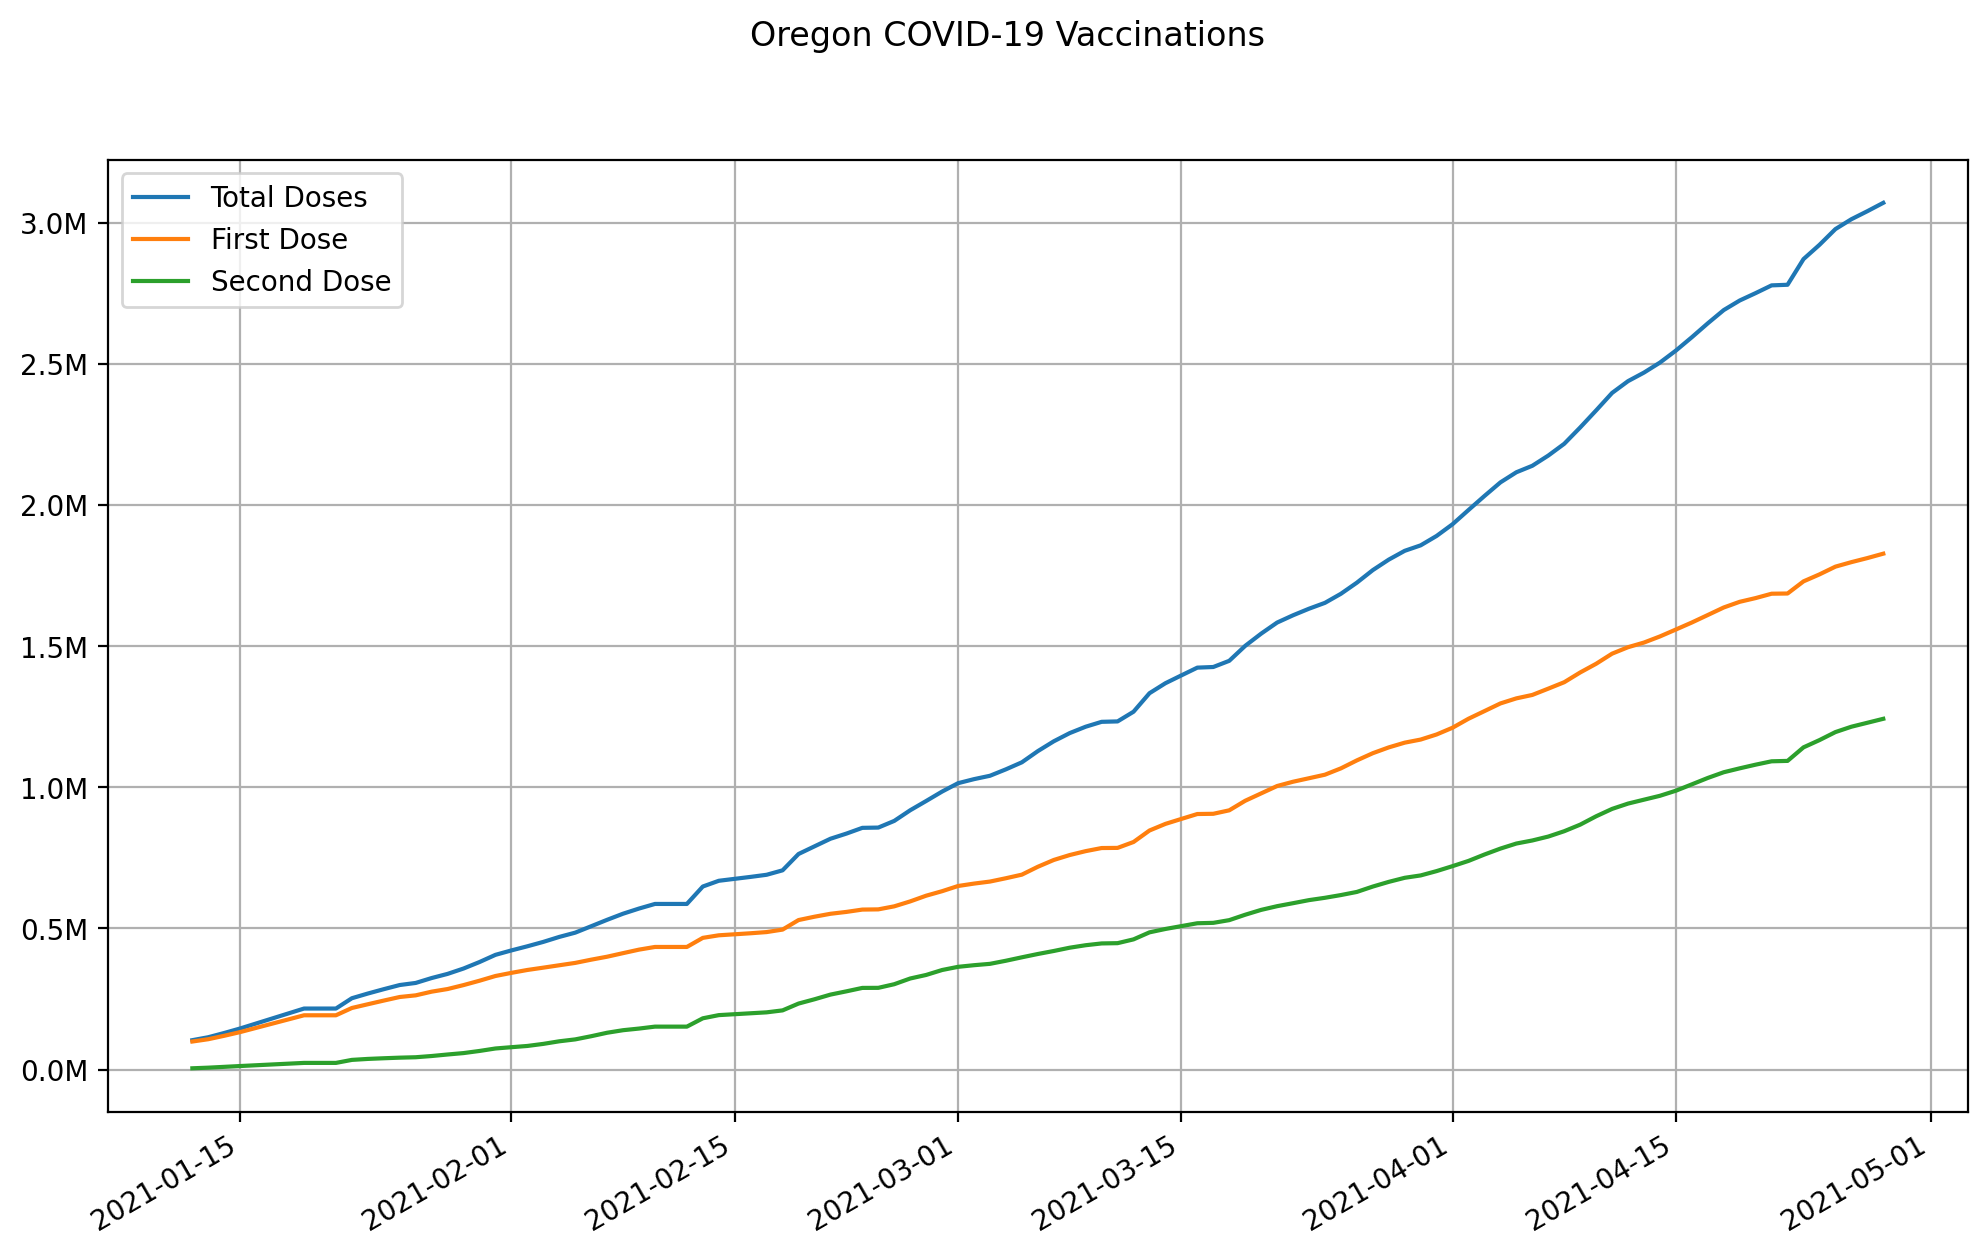 Oregon COVID-19 Vaccinations
Total Doses
First Dose
Second Dose
3.0M
2.5M
2.0M
1.5M
1.0M
0.5M
0.0M
2021-01-15
2021-02-01
2021-02-15
2021-03-01
2021-03-15
2021-04-01
2021-04-15
2021-05-01